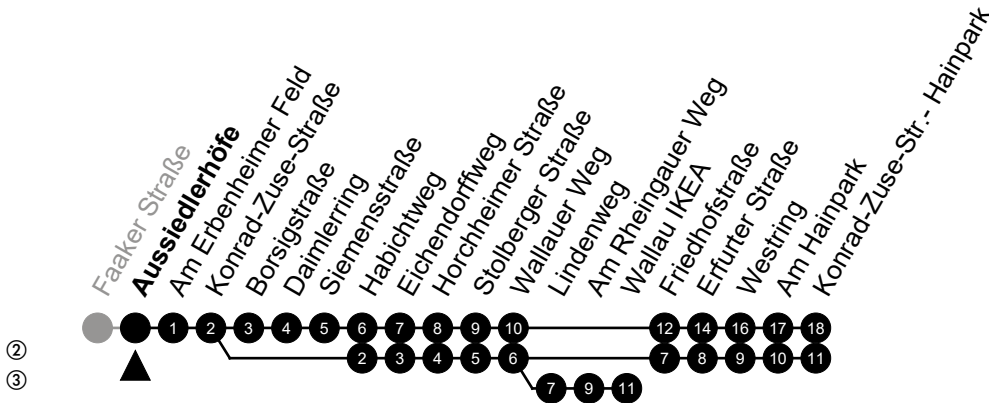 Faaker Straße
Aussiedlerhöfe
Am Erbenheimer Feld
Konrad-Zuse-Straße
Borsigstraße
Daimlerring
Siemensstraße
Habichtweg
Eichendorffweg
Horchheimer Straße
Stolberger Straße
Wallauer Weg
Lindenweg
Am Rheingauer Weg
Wallau IKEA
Friedhofstraße
Erfurter Straße
Westring
Am Hainpark
Konrad-Zuse-Str.- Hainpark
1 2 3 4 5 6 7 8 9 10 12 14 16 17 18
② 2 3 4 5 6 7 8 9 10 11
③ 7 9 11